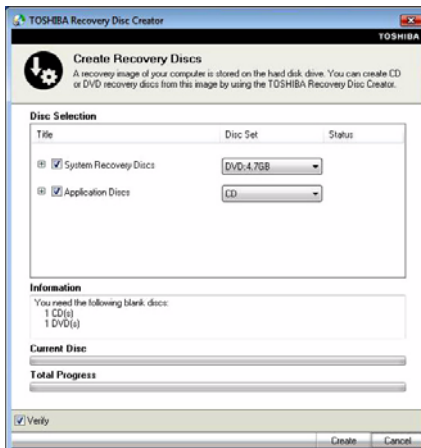 TOSHIBA Recovery Disc Creator
TOSHIBA
Create Recovery Discs
A recovery image of your computer is stored on the hard disk drive. You can create CD
or DVD recovery discs from this image by using the TOSHIBA Recovery Disc Creator.
Disc Selection
Title Disc Set Status
System Recovery Discs DVD:4.7GB
Application Discs CD
Information
You need the following blank discs:
1 CD(s)
1 DVD(s)
Current Disc
Total Progress
Verify
Create Cancel